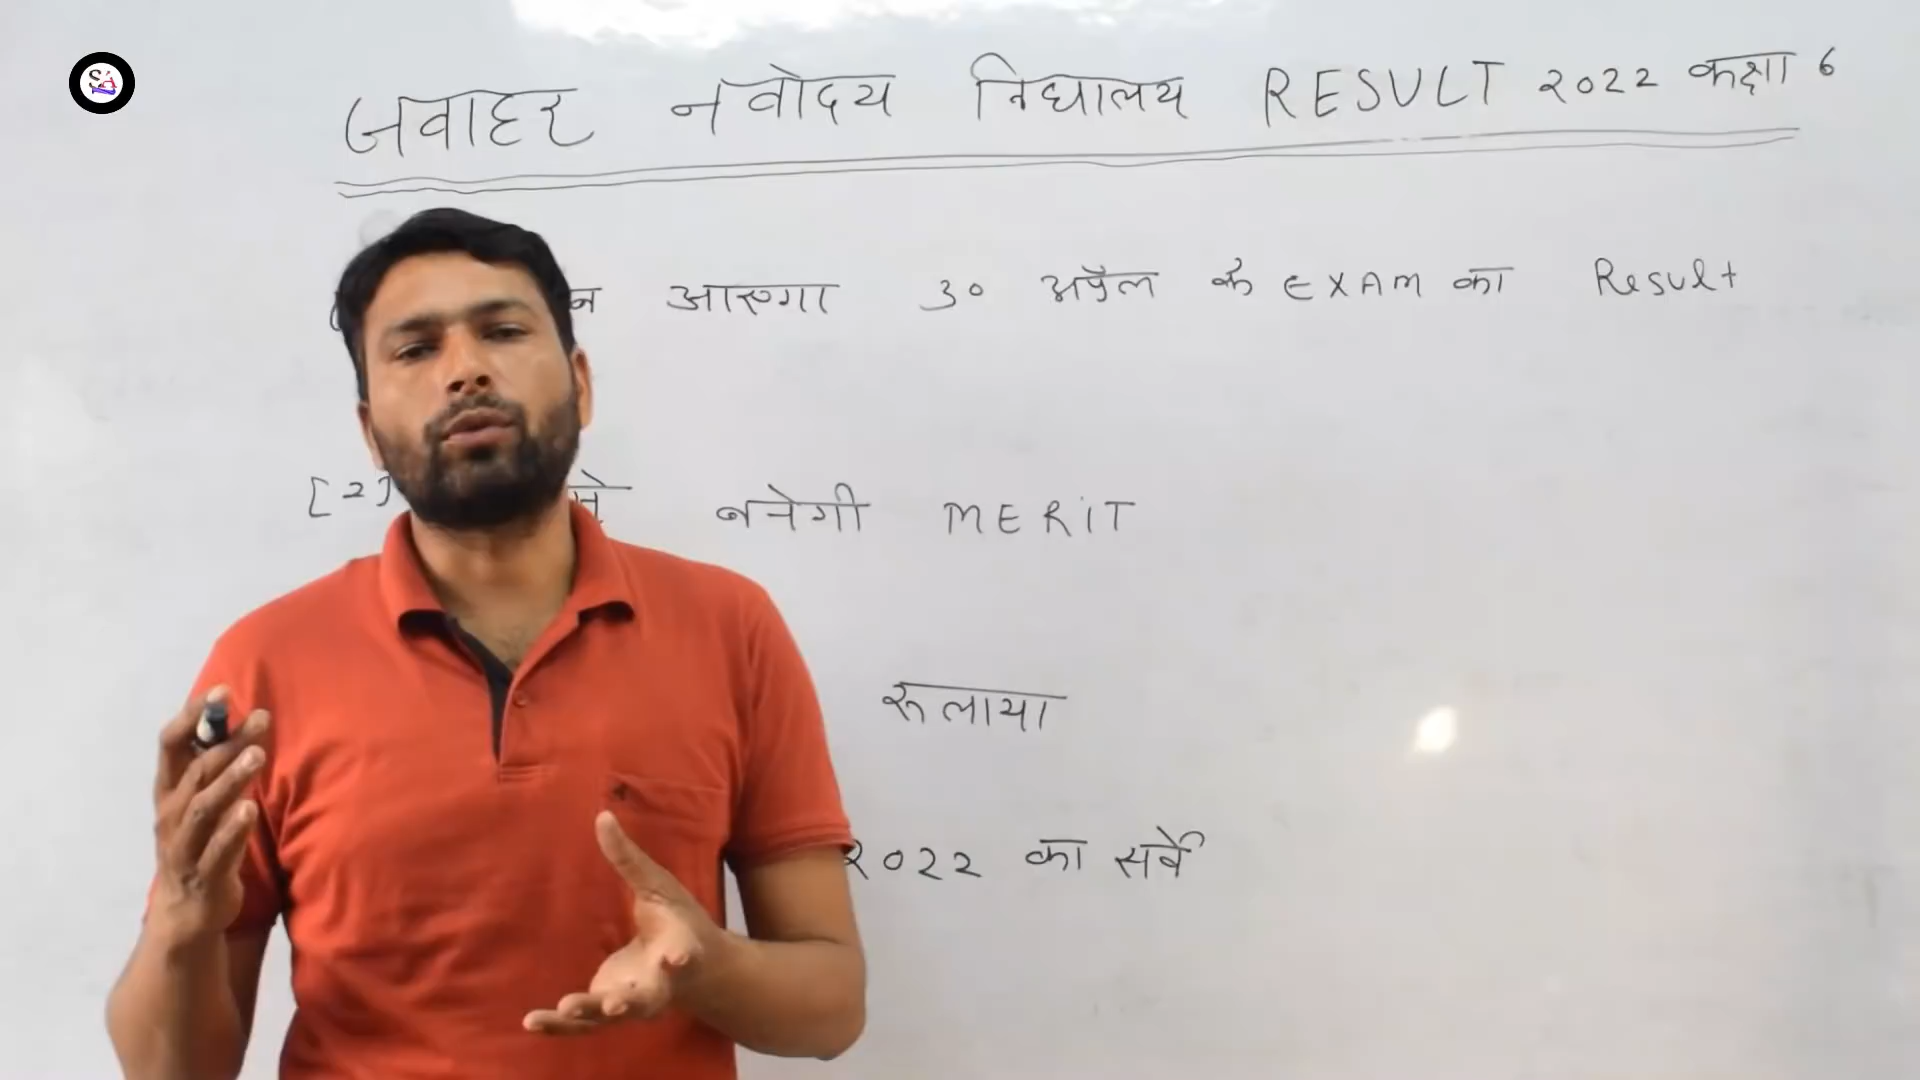 जवाहर नवोदय विद्यालय RESULT 2022 कक्षा 6
न आएगा 30 अप्रैल के EXAM का Result
[2] बनेगी MERIT
रूलाया
2022 का सर्वे